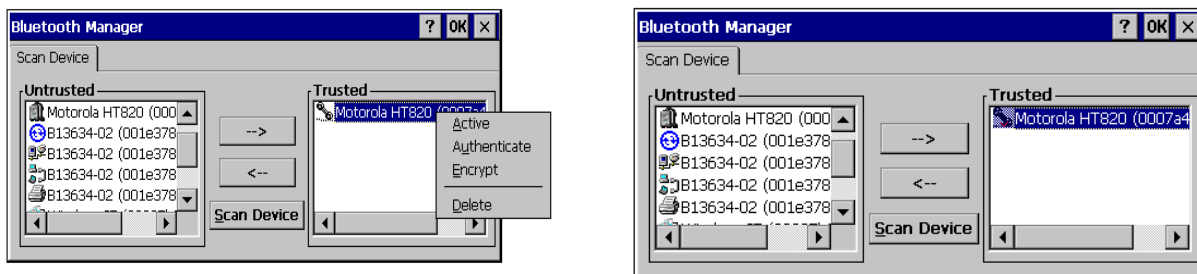 Bluetooth Manager ? OK ×
Scan Device
Untrusted
Motorola HT820 (000
B13634-02 (001e378
B13634-02 (001e378
B13634-02 (001e378
B13634-02 (001e378
-->
<--
Scan Device
Trusted
Motorola HT820 (0007a4
Active
Authenticate
Encrypt
Delete
Bluetooth Manager ? OK ×
Scan Device
Untrusted
Motorola HT820 (000
B13634-02 (001e378
B13634-02 (001e378
B13634-02 (001e378
B13634-02 (001e378
-->
<--
Scan Device
Trusted
Motorola HT820 (0007a4